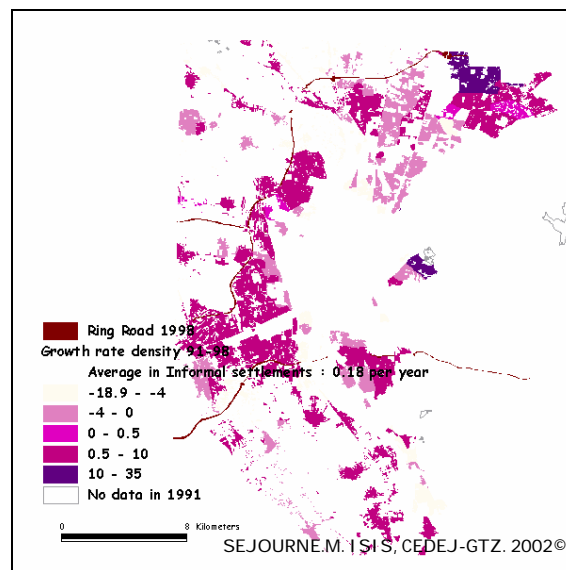 Ring Road 1998
Growth rate density 91-98
Average in Informal settlements : 0.18 per year
-18.9 - -4
-4 - 0
0 - 0.5
0.5 - 10
10 - 35
No data in 1991
0 8 Kilometers
SEJOURNE.M. ISIS, CEDEJ-GTZ. 2002©